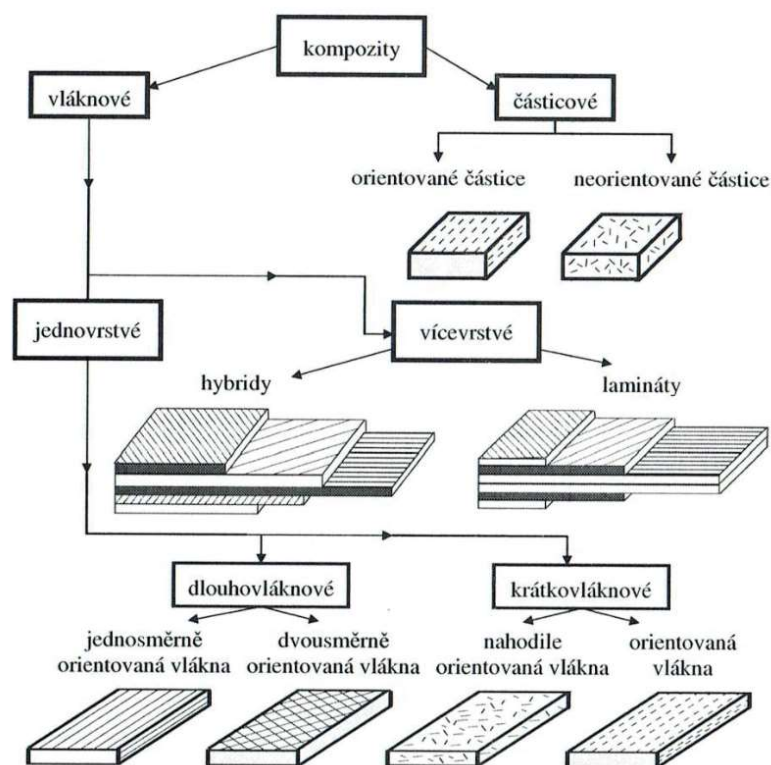 kompozity
vláknové
částicové
orientované částice
neorientované částice
jednovrstvé
vícevrstvé
hybridy
lamináty
dlouhovláknové
krátkovláknové
jednosměrně
orientovaná vlákna
dvousměrně
orientovaná vlákna
nahodile
orientovaná vlákna
orientovaná
vlákna